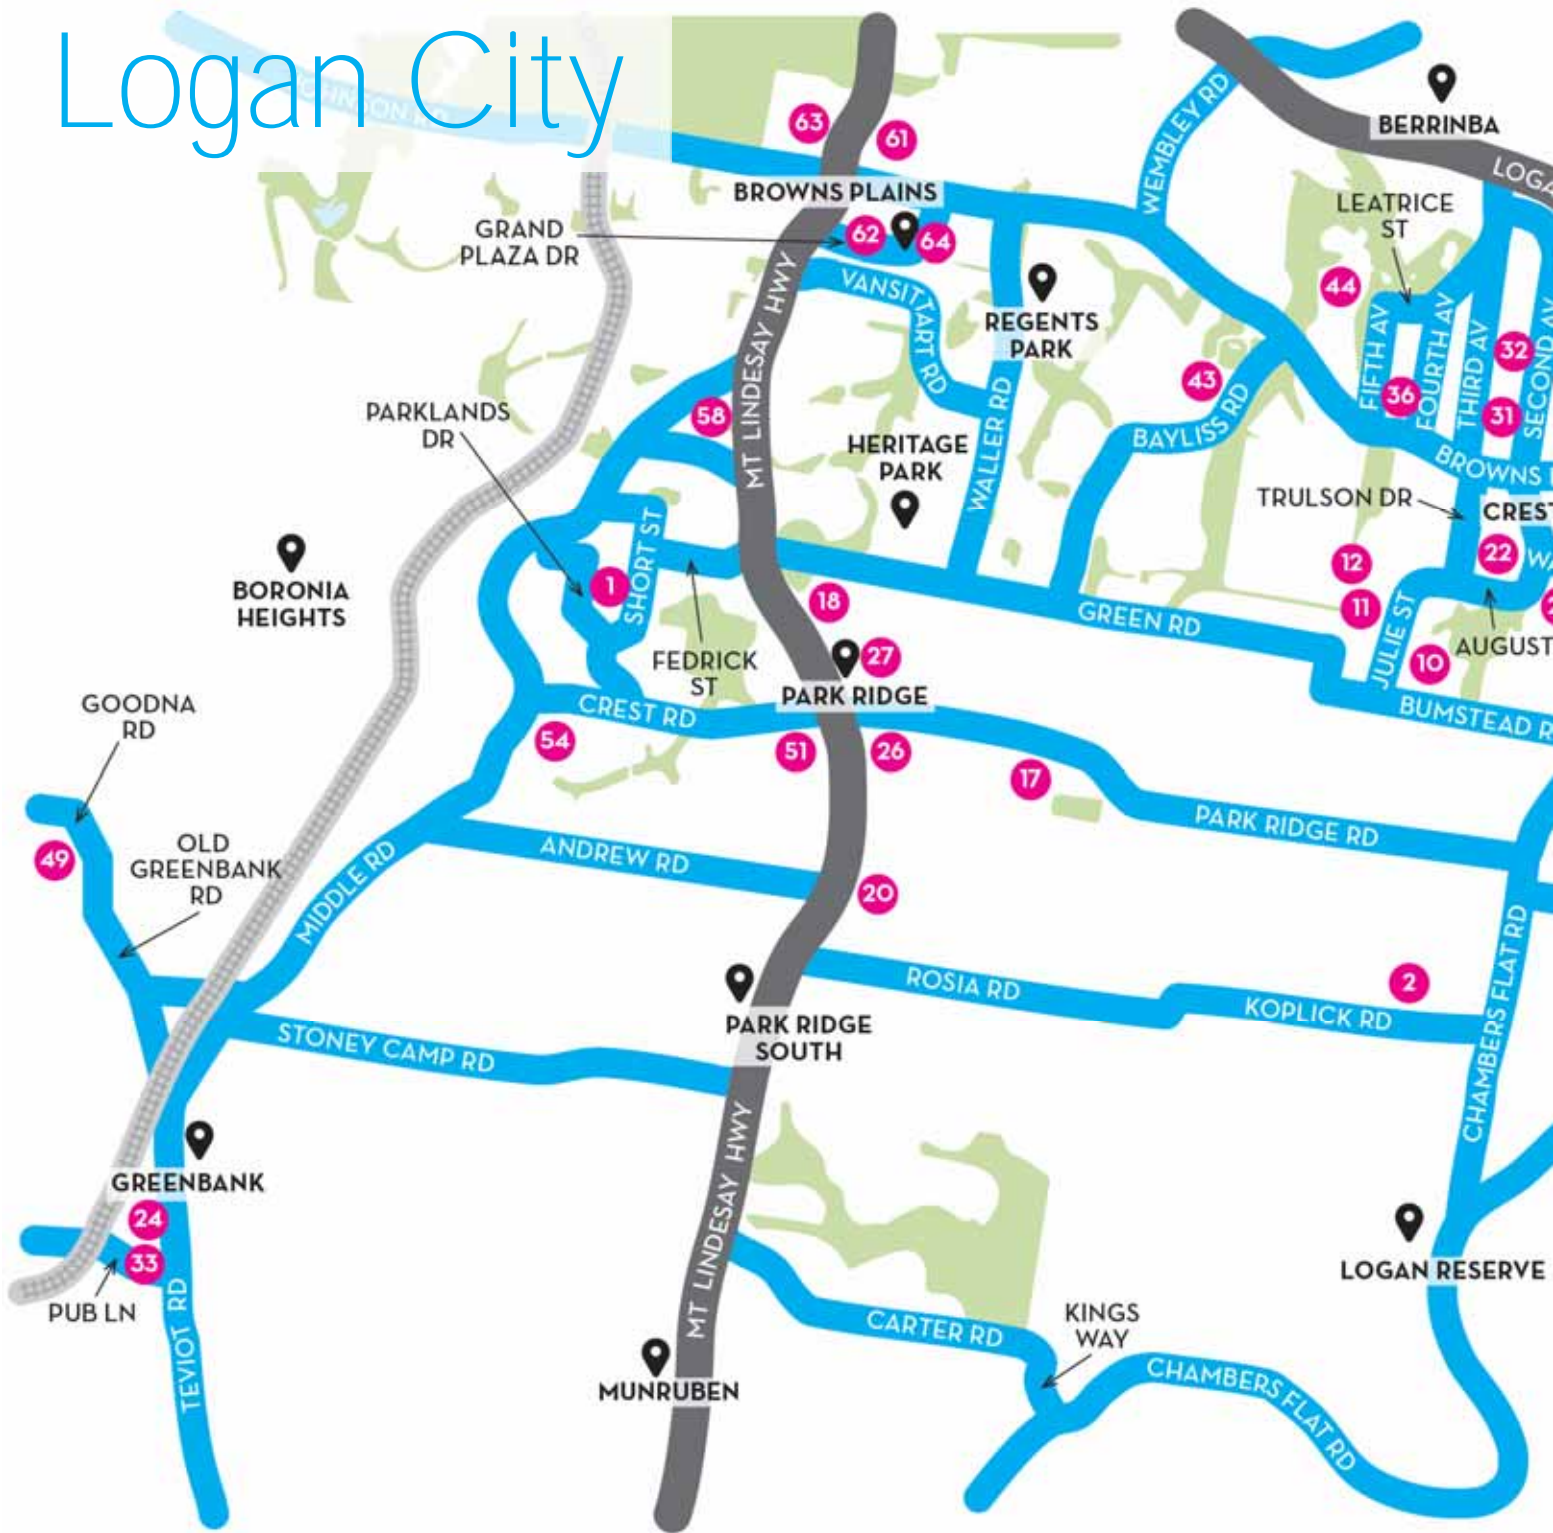 Logan City
JOHNSON RD
63
61
BERRINBA
WEMBLEY RD
LOGA
BROWNS PLAINS
GRAND
PLAZA DR
62
64
LEATRICE
ST
VANSITTART RD
MT LINDESAY HWY
REGENTS
PARK
44
43
FIFTH AV
FOURTH AV
THIRD AV
SECOND AV
32
36
31
PARKLANDS
DR
58
HERITAGE
PARK
WALLER RD
BAYLISS RD
BROWNS
TRULSON DR
CREST
22
WA
BORONIA
HEIGHTS
1
SHORT ST
12
11
18
GREEN RD
JULIE ST
10
AUGUST
FEDRICK
ST
27
PARK RIDGE
CREST RD
BUMSTEAD R
GOODNA
RD
54
51
26
17
PARK RIDGE RD
49
OLD
GREENBANK
RD
MIDDLE RD
ANDREW RD
20
ROSIA RD
2
KOPLICK RD
CHAMBERS FLAT RD
PARK RIDGE
SOUTH
STONEY CAMP RD
GREENBANK
24
33
PUB LN
TEVIOT RD
MT LINDESAY HWY
LOGAN RESERVE
CARTER RD
KINGS
WAY
MUNRUBEN
CHAMBERS FLAT RD